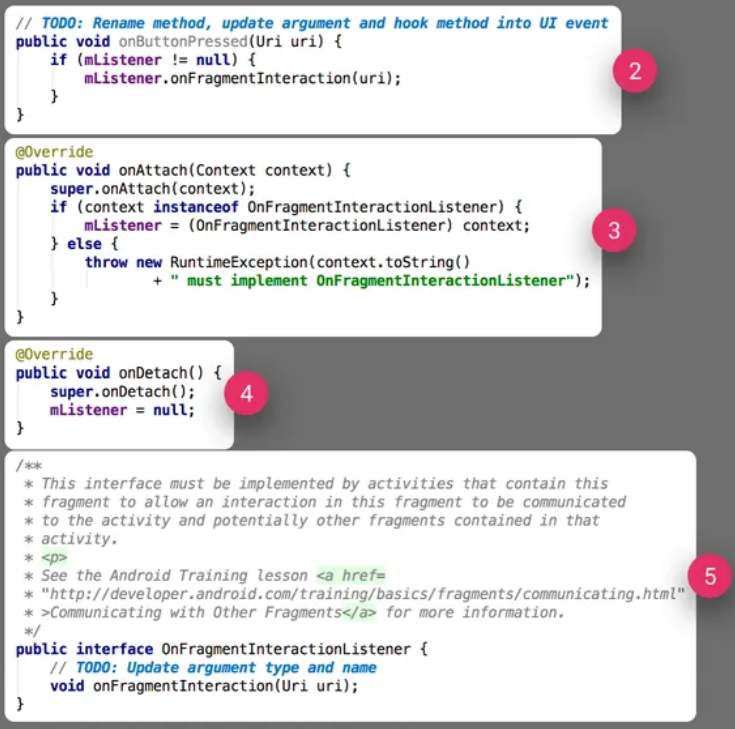 // TODO: Rename method, update argument and hook method into UI event
public void onButtonPressed(Uri uri) {
    if (mListener != null) {
        mListener.onFragmentInteraction(uri);
    }
}
2
@Override
public void onAttach(Context context) {
    super.onAttach(context);
    if (context instanceof OnFragmentInteractionListener) {
        mListener = (OnFragmentInteractionListener) context;
    } else {
        throw new RuntimeException(context.toString()
                + " must implement OnFragmentInteractionListener");
    }
}
3
@Override
public void onDetach() {
    super.onDetach();
    mListener = null;
}
4
/**
 * This interface must be implemented by activities that contain this
 * fragment to allow an interaction in this fragment to be communicated
 * to the activity and potentially other fragments contained in that
 * activity.
 * <p>
 * See the Android Training lesson <a href=
 * "http://developer.android.com/training/basics/fragments/communicating.html"
 * >Communicating with Other Fragments</a> for more information.
 */
public interface OnFragmentInteractionListener {
    // TODO: Update argument type and name
    void onFragmentInteraction(Uri uri);
}
5